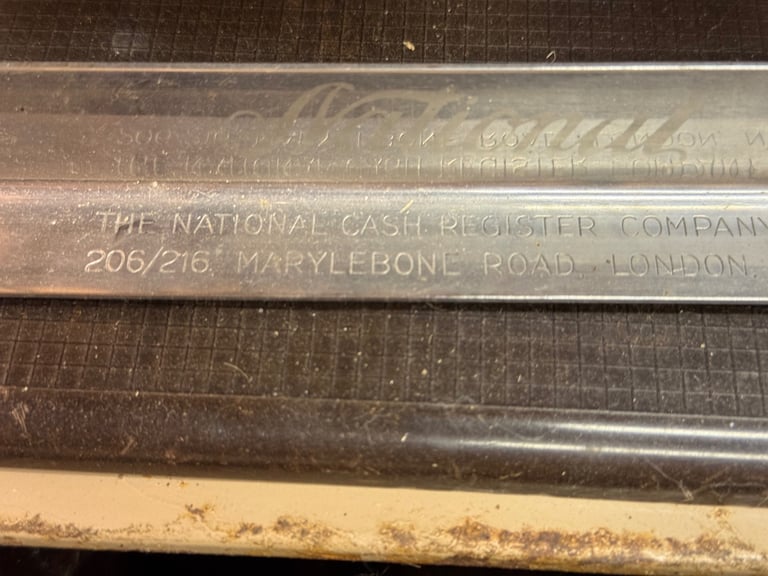 National
THE NATIONAL CASH REGISTER COMPANY
206/216 MARYLEBONE ROAD, LONDON,